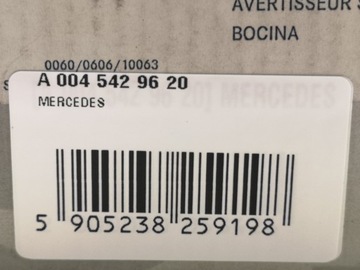 AVERTISSEUR
BOCINA
0060/0606/10063
A 004 542 96 20
MERCEDES
5 905238 259198